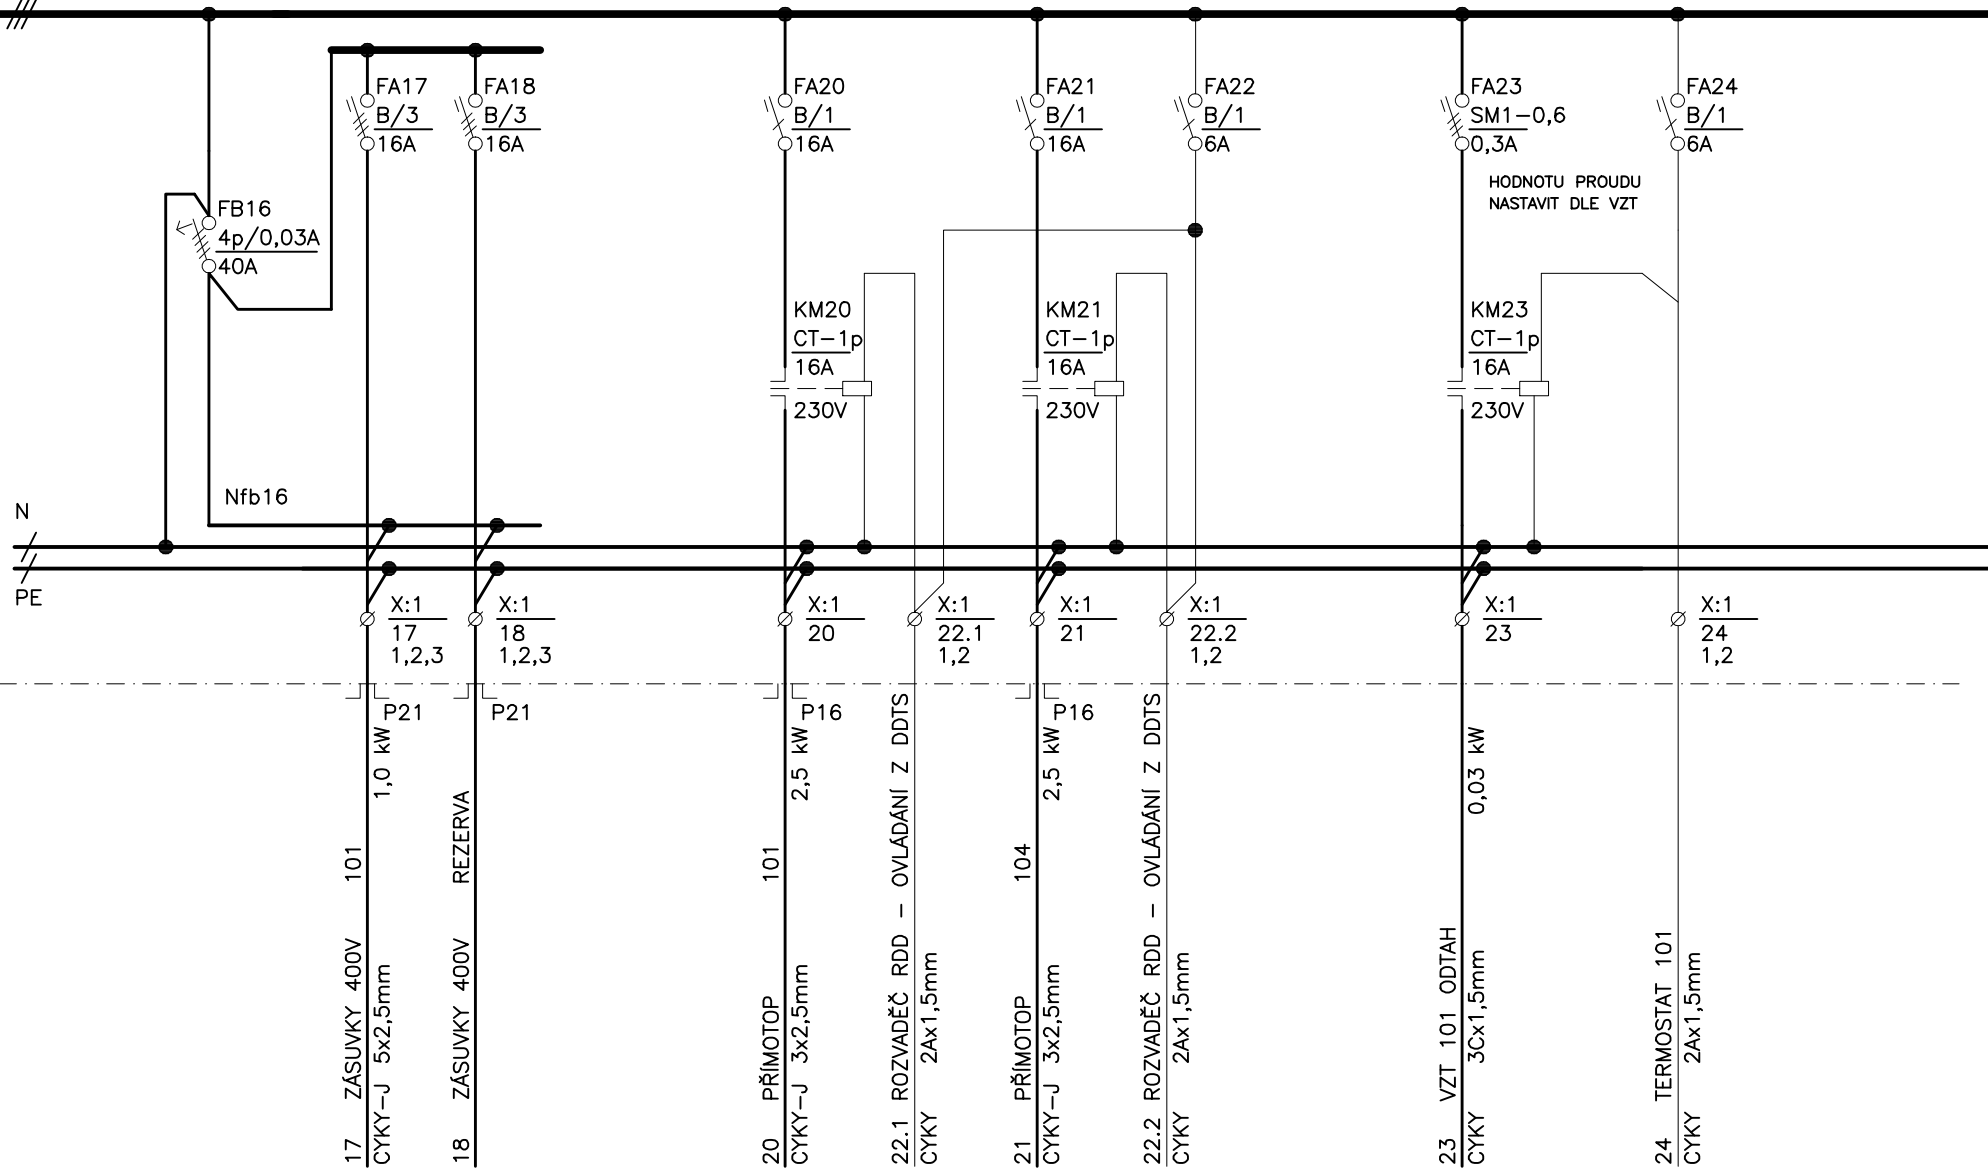 FA17
B/3
16A
FA18
B/3
16A
FA20
B/1
16A
FA21
B/1
16A
FA22
B/1
6A
FA23
SM1-0,6
0,3A
FA24
B/1
6A
HODNOTU PROUDU
NASTAVIT DLE VZT
FB16
4p/0,03A
40A
KM20
CT-1p
16A
230V
KM21
CT-1p
16A
230V
KM23
CT-1p
16A
230V
Nfb16
N
PE
X:1
17
1,2,3
X:1
18
1,2,3
X:1
20
X:1
22.1
1,2
X:1
21
X:1
22.2
1,2
X:1
23
X:1
24
1,2
P21
P21
P16
P16
17 ZÁSUVKY 400V 101
CYKY-J 5x2,5mm 1,0 kW
18 ZÁSUVKY 400V REZERVA
20 PŘÍMOTOP 101
CYKY-J 3x2,5mm 2,5 kW
22.1 ROZVADĚČ RDD - OVLÁDÁNÍ Z DDTS
CYKY 2Ax1,5mm
21 PŘÍMOTOP 104
CYKY-J 3x2,5mm 2,5 kW
22.2 ROZVADĚČ RDD - OVLÁDÁNÍ Z DDTS
CYKY 2Ax1,5mm
23 VZT 101 ODTAH
CYKY 3Cx1,5mm 0,03 kW
24 TERMOSTAT 101
CYKY 2Ax1,5mm